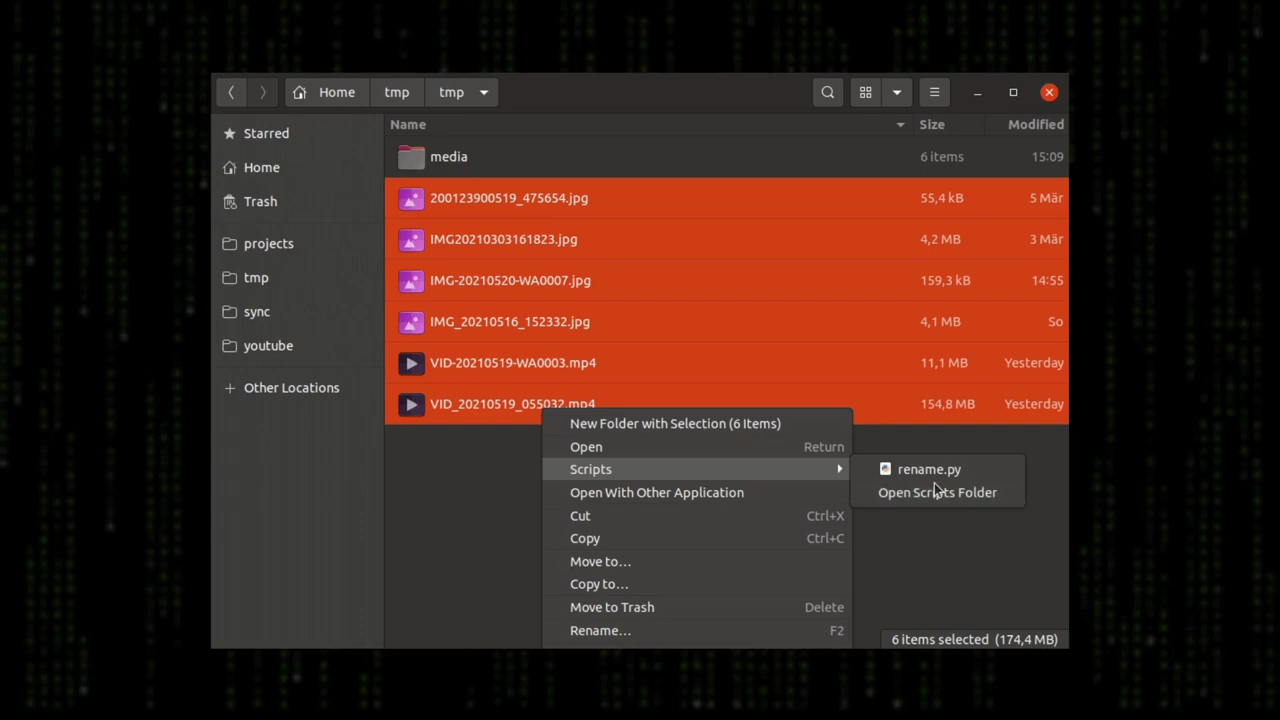 Home tmp tmp
Name Size Modified
Starred
Home
Trash
projects
tmp
sync
youtube
Other Locations
media 6 items 15:09
200123900519_475654.jpg 55,4 kB 5 Mär
IMG20210303161823.jpg 4,2 MB 3 Mär
IMG-20210520-WA0007.jpg 159,3 kB 14:55
IMG_20210516_152332.jpg 4,1 MB So
VID-20210519-WA0003.mp4 11,1 MB Yesterday
VID_20210519_055032.mp4 154,8 MB Yesterday
New Folder with Selection (6 Items)
Open Return
Scripts
Open With Other Application
Cut Ctrl+X
Copy Ctrl+C
Move to…
Copy to…
Move to Trash Delete
Rename… F2
rename.py
Open Scripts Folder
6 items selected (174,4 MB)